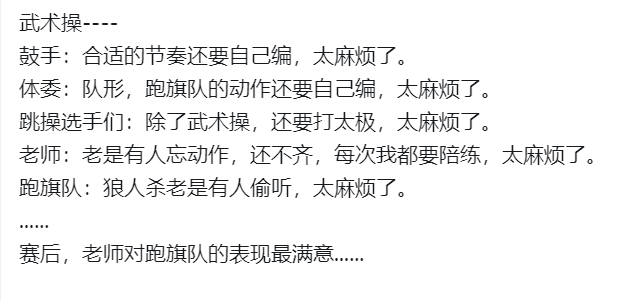 武术操----
鼓手：合适的节奏还要自己编，太麻烦了。
体委：队形，跑旗队的动作还要自己编，太麻烦了。
跳操选手们：除了武术操，还要打太极，太麻烦了。
老师：老是有人忘动作，还不齐，每次我都要陪练，太麻烦了。
跑旗队：狼人杀老是有人偷听，太麻烦了。
......
赛后，老师对跑旗队的表现最满意......